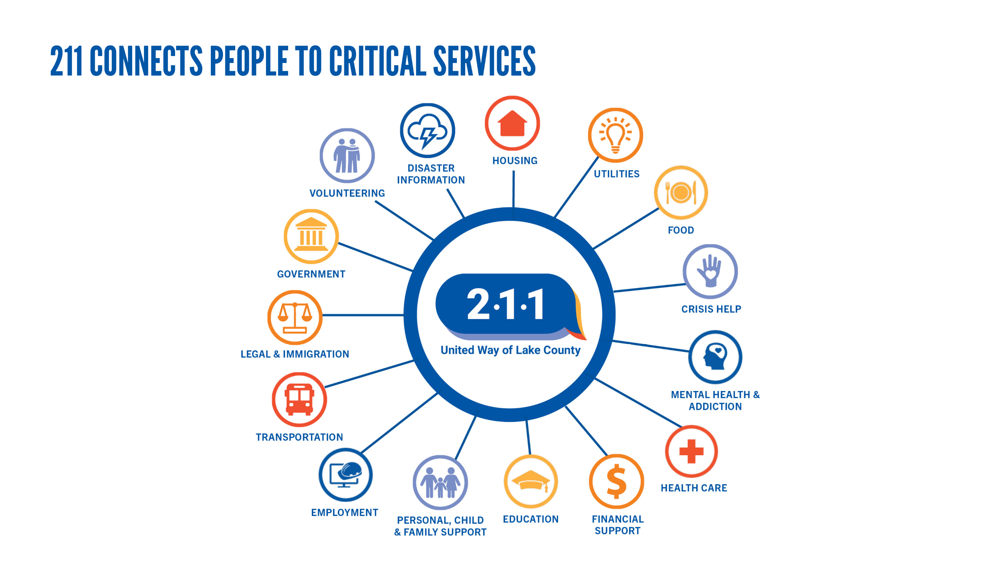 211 CONNECTS PEOPLE TO CRITICAL SERVICES
HOUSING
UTILITIES
FOOD
CRISIS HELP
MENTAL HEALTH &
ADDICTION
HEALTH CARE
FINANCIAL
SUPPORT
EDUCATION
PERSONAL, CHILD
& FAMILY SUPPORT
EMPLOYMENT
TRANSPORTATION
LEGAL & IMMIGRATION
GOVERNMENT
VOLUNTEERING
DISASTER
INFORMATION
2·1·1
United Way of Lake County
$